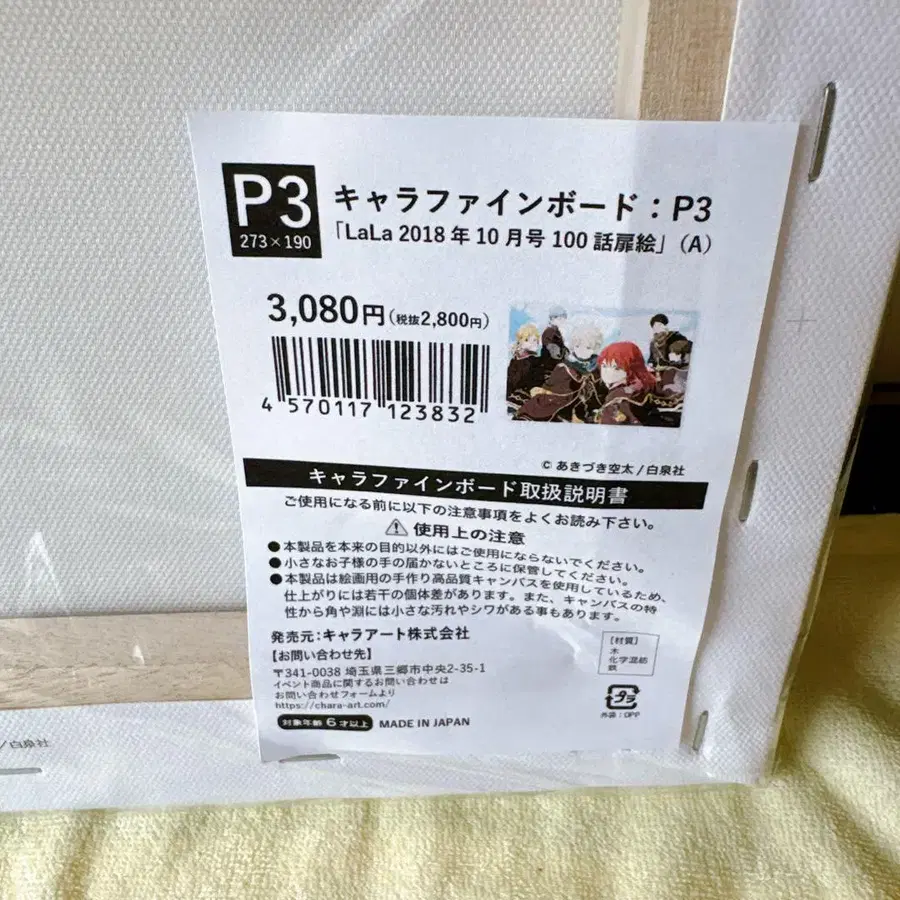 P3
273×190
キャラファインボード：P3
「LaLa 2018年10月号 100話扉絵」(A)
3,080円(税抜2,800円)
4 570117 123832
© あきづき空太/白泉社
キャラファインボード取扱説明書
ご使用になる前に以下の注意事項をよくお読み下さい。
使用上の注意
●本製品を本来の目的以外にはご使用にならないでください。
●小さなお子様の手の届かないところに保管してください。
●本製品は絵画用の手作り高品質キャンバスを使用しているため、
仕上がりには若干の個体差があります。また、キャンバスの特
性から角や淵には小さな汚れやシワがある事もあります。
発売元：キャラアート株式会社
【お問い合わせ先】
〒341-0038 埼玉県三郷市中央2-35-1
イベント商品に関するお問い合わせは
お問い合わせフォームより
https://chara-art.com/
対象年齢6才以上 MADE IN JAPAN
【材質】
木
化学混紡
鉄
プラ
外袋：OPP
/白泉社